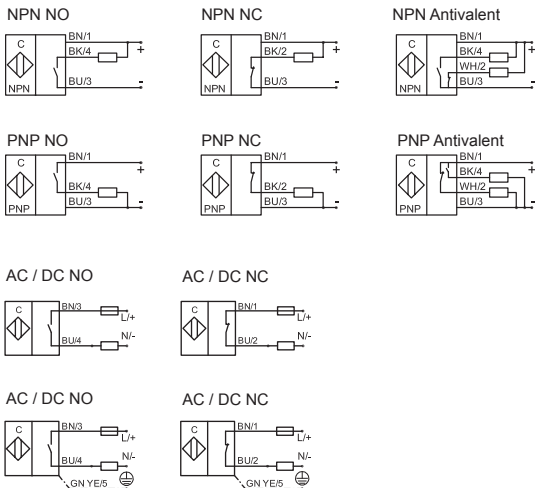 NPN NO
NPN NC
NPN Antivalent
C
NPN
BN/1
BK/4
BU/3
+
-
C
NPN
BN/1
BK/2
BU/3
+
-
C
NPN
BN/1
BK/4
WH/2
BU/3
+
-
PNP NO
PNP NC
PNP Antivalent
C
PNP
BN/1
BK/4
BU/3
+
-
C
PNP
BN/1
BK/2
BU/3
+
-
C
PNP
BN/1
BK/4
WH/2
BU/3
+
-
AC / DC NO
AC / DC NC
C
BN/3
L/+
BU/4
N/-
C
BN/1
L/+
BU/2
N/-
AC / DC NO
AC / DC NC
C
BN/3
L/+
BU/4
N/-
GN YE/5
C
BN/1
L/+
BU/2
N/-
GN YE/5